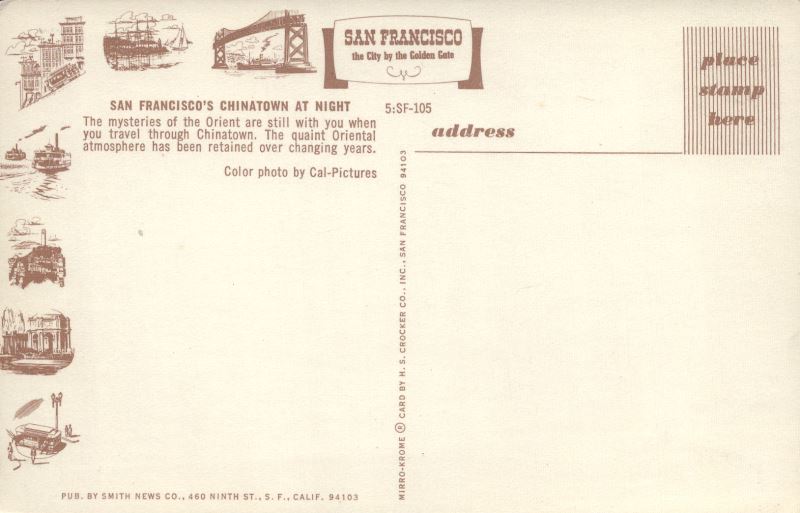 SAN FRANCISCO
the City by the Golden Gate
place
stamp
here
SAN FRANCISCO'S CHINATOWN AT NIGHT
5:SF-105
The mysteries of the Orient are still with you when
you travel through Chinatown. The quaint Oriental
atmosphere has been retained over changing years.
Color photo by Cal-Pictures
address
MIRRO-KROME ® CARD BY H. S. CROCKER CO., INC., SAN FRANCISCO 94103
PUB. BY SMITH NEWS CO., 460 NINTH ST., S. F., CALIF. 94103